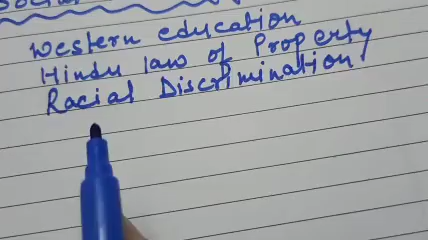 Western education
Hindu law of Property
Racial Discrimination